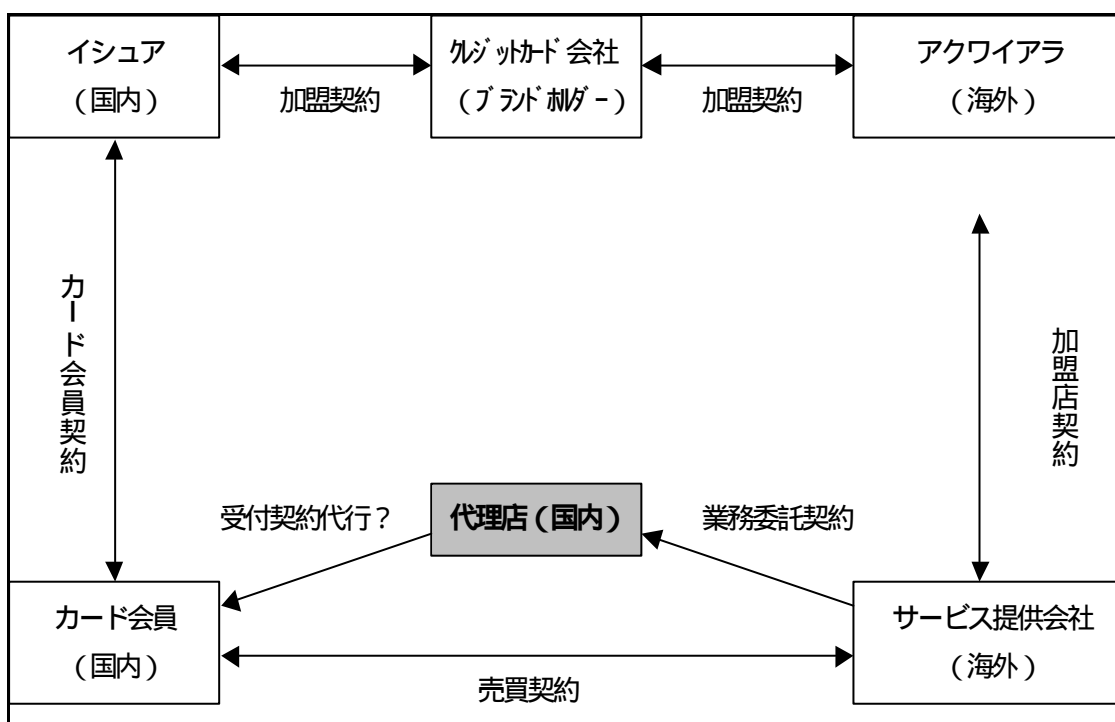 イシュア
（国内）
加盟契約
クレジットカード会社
（ブランドホルダー）
加盟契約
アクワイアラ
（海外）
カード会員契約
加盟店契約
受付契約代行？
代理店（国内）
業務委託契約
カード会員
（国内）
売買契約
サービス提供会社
（海外）